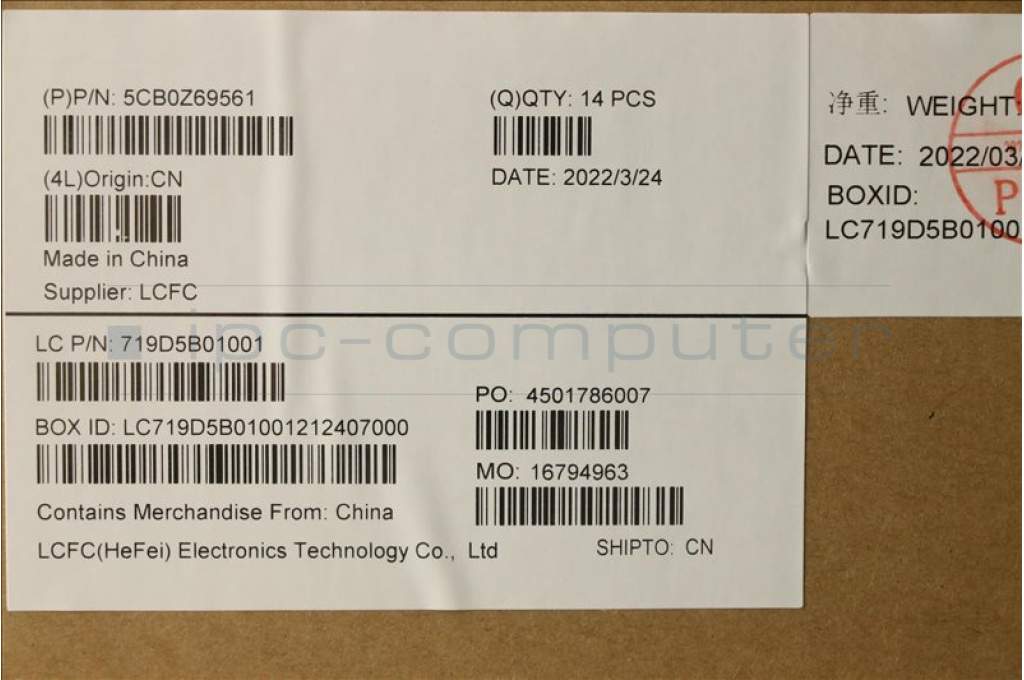 (P)P/N: 5CB0Z69561
(4L)Origin:CN
Made in China
Supplier: LCFC
(Q)QTY: 14 PCS
DATE: 2022/3/24
净重: WEIGHT:
DATE: 2022/03/
BOXID:
LC719D5B01001
P
ipc-computer
LC P/N: 719D5B01001
BOX ID: LC719D5B01001212407000
Contains Merchandise From: China
LCFC(HeFei) Electronics Technology Co., Ltd
PO: 4501786007
MO: 16794963
SHIPTO: CN